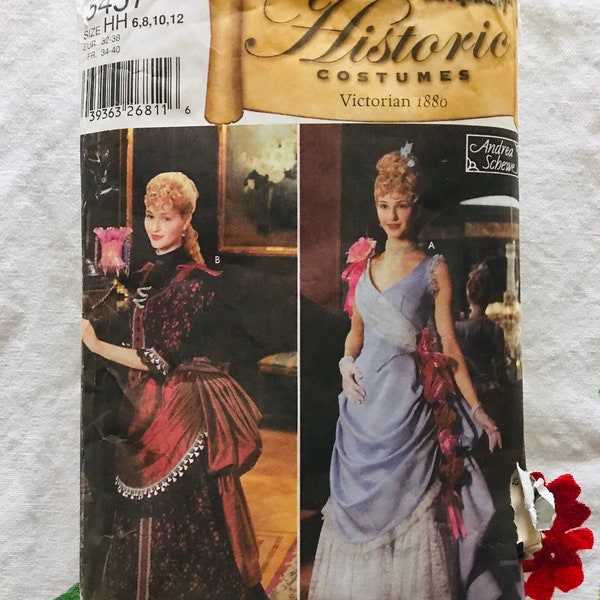 SIZE HH 6,8,10,12
EUR. 32-38
FR. 34-40
39363 26811 6
Historic
COSTUMES
Victorian 1880
Andrea
Schewe
B
A